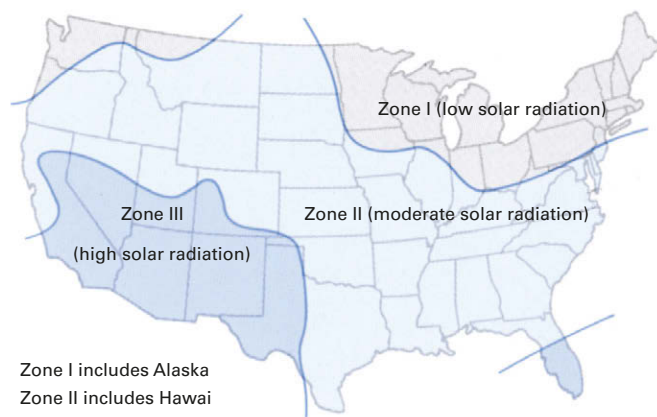 Zone I (low solar radiation)
Zone III
Zone II (moderate solar radiation)
(high solar radiation)
Zone I includes Alaska
Zone II includes Hawai